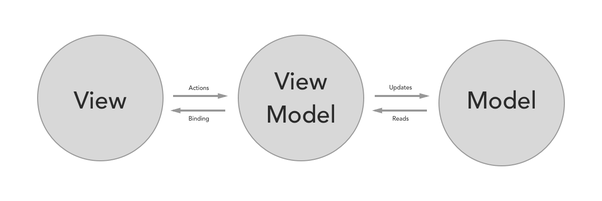 View
Actions
Binding
View
Model
Updates
Reads
Model